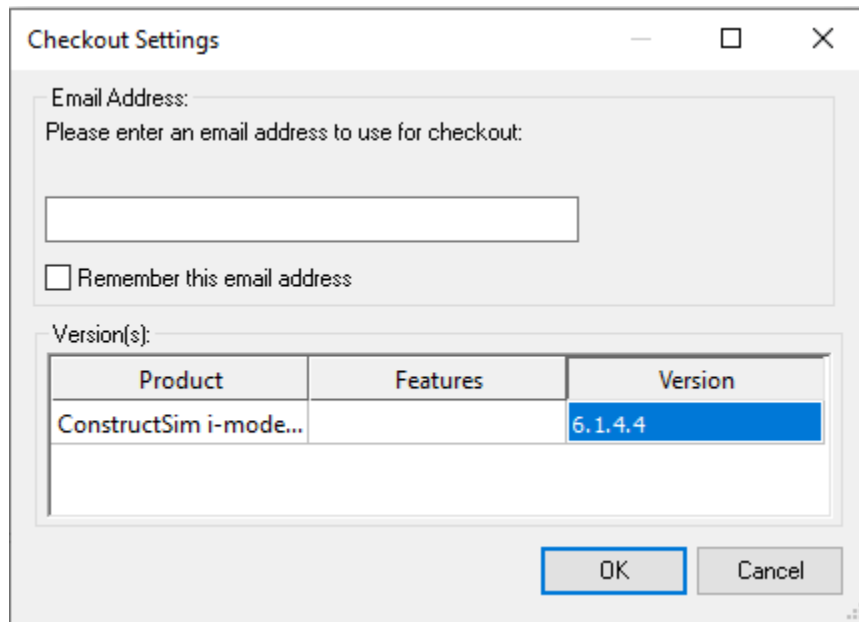 Checkout Settings
Email Address:
Please enter an email address to use for checkout:
Remember this email address
Version(s):
Product Features Version
ConstructSim i-mode... 6.1.4.4
OK Cancel